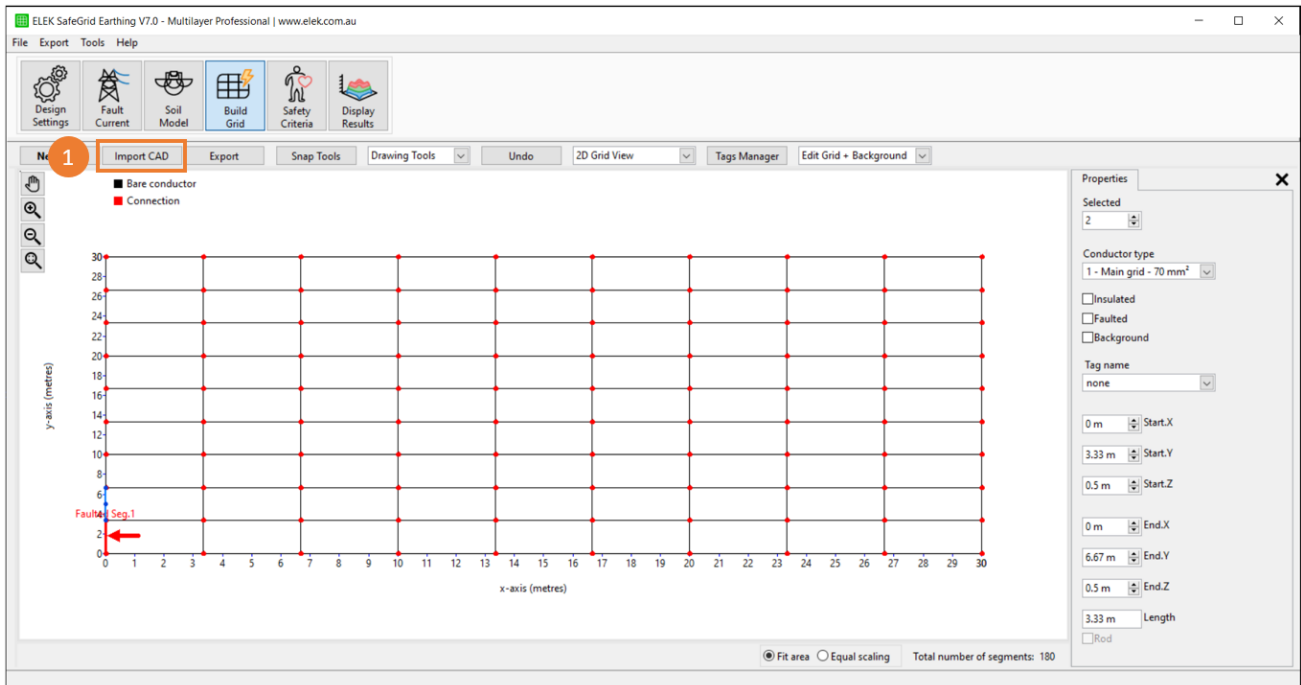 ELEK SafeGrid Earthing V7.0 - Multilayer Professional | www.elek.com.au
File Export Tools Help
Design Settings
Fault Current
Soil Model
Build Grid
Safety Criteria
Display Results
1
Import CAD
Export
Snap Tools
Drawing Tools
Undo
2D Grid View
Tags Manager
Edit Grid + Background
Bare conductor
Connection
30
28
26
24
22
20
18
16
14
12
10
8
6
4
2
0
y-axis (metres)
Faulted Seg.1
0 1 2 3 4 5 6 7 8 9 10 11 12 13 14 15 16 17 18 19 20 21 22 23 24 25 26 27 28 29 30
x-axis (metres)
Fit area Equal scaling Total number of segments: 180
Properties
Selected
2
Conductor type
1 - Main grid - 70 mm²
Insulated
Faulted
Background
Tag name
none
0 m Start.X
3.33 m Start.Y
0.5 m Start.Z
0 m End.X
6.67 m End.Y
0.5 m End.Z
3.33 m Length
Rod